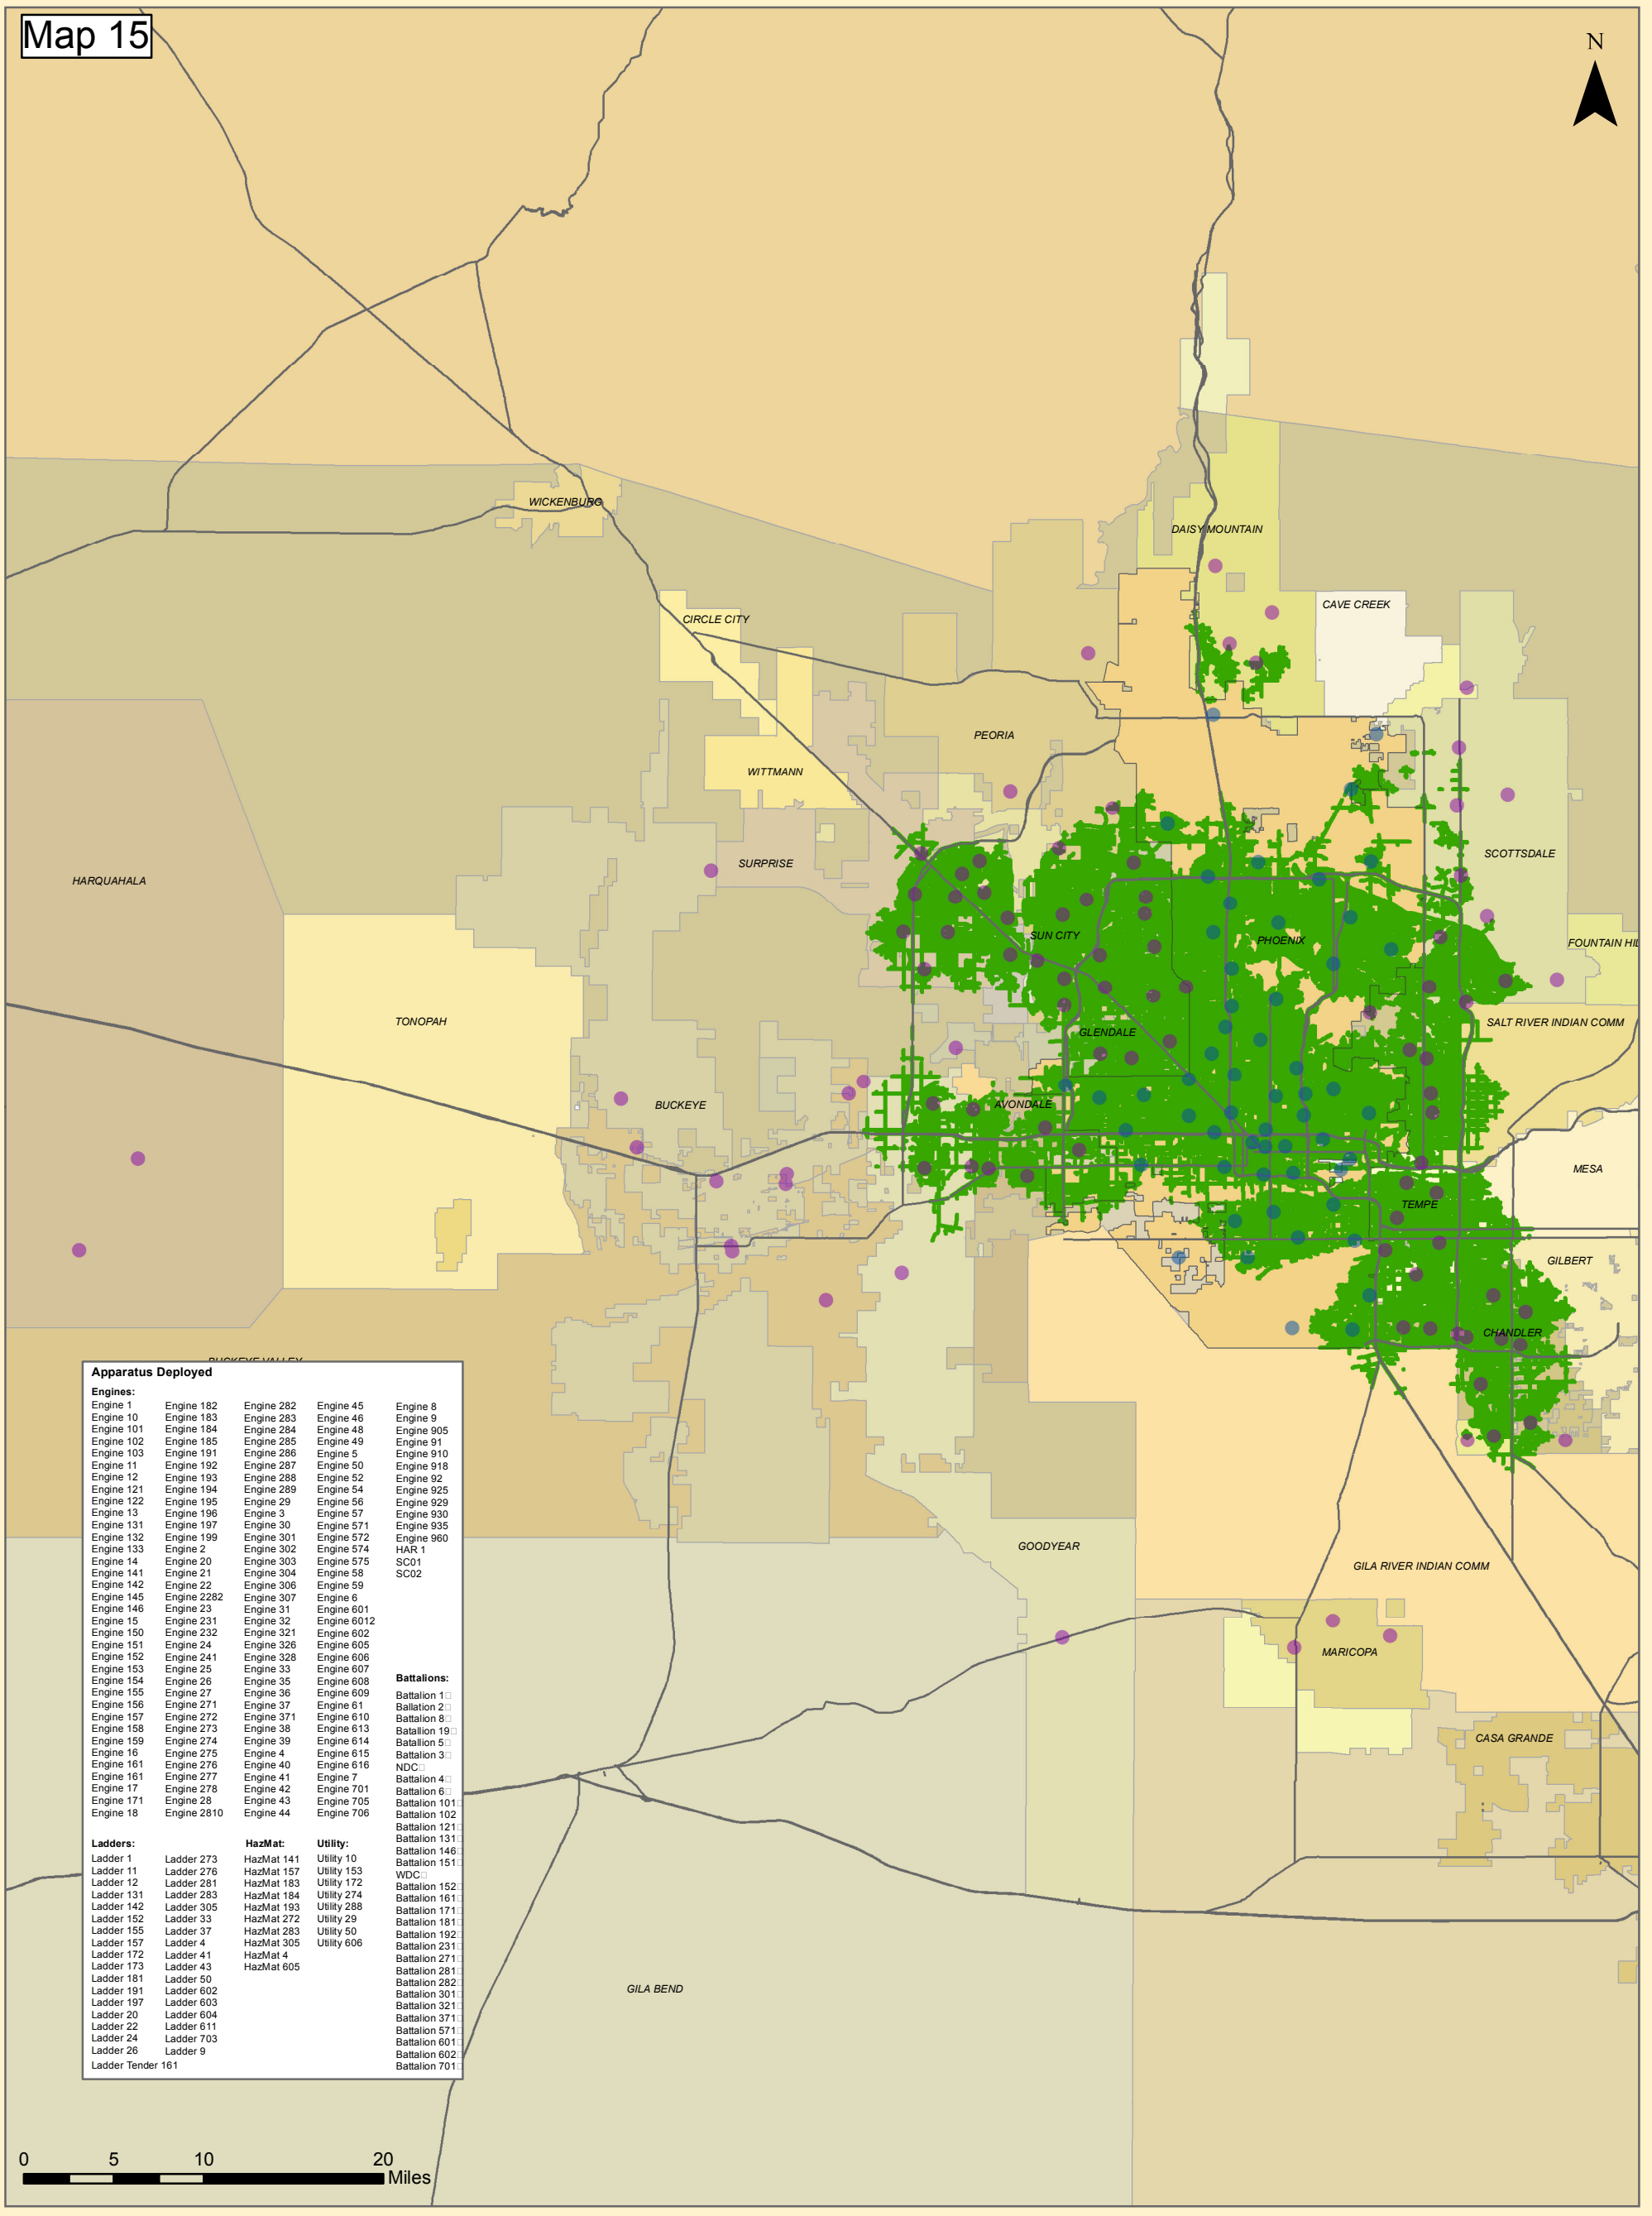 Map 15
N
WICKENBURG
DAISY MOUNTAIN
CAVE CREEK
CIRCLE CITY
PEORIA
WITTMANN
SURPRISE
SCOTTSDALE
HARQUAHALA
SUN CITY
PHOENIX
FOUNTAIN HIL
TONOPAH
SALT RIVER INDIAN COMM
GLENDALE
BUCKEYE
AVONDALE
MESA
TEMPE
GILBERT
CHANDLER
BUCKEYE VALLEY
GOODYEAR
GILA RIVER INDIAN COMM
MARICOPA
CASA GRANDE
GILA BEND
Apparatus Deployed
Engines:
Engine 1 Engine 182 Engine 282 Engine 45 Engine 8
Engine 10 Engine 183 Engine 283 Engine 46 Engine 9
Engine 101 Engine 184 Engine 284 Engine 48 Engine 905
Engine 102 Engine 185 Engine 285 Engine 49 Engine 91
Engine 103 Engine 191 Engine 286 Engine 5 Engine 910
Engine 11 Engine 192 Engine 287 Engine 50 Engine 918
Engine 12 Engine 193 Engine 288 Engine 52 Engine 92
Engine 121 Engine 194 Engine 289 Engine 54 Engine 925
Engine 122 Engine 195 Engine 29 Engine 56 Engine 929
Engine 13 Engine 196 Engine 3 Engine 57 Engine 930
Engine 131 Engine 197 Engine 30 Engine 571 Engine 935
Engine 132 Engine 199 Engine 301 Engine 572 Engine 960
Engine 133 Engine 2 Engine 302 Engine 574 HAR 1
Engine 14 Engine 20 Engine 303 Engine 575 SC01
Engine 141 Engine 21 Engine 304 Engine 58 SC02
Engine 142 Engine 22 Engine 306 Engine 59
Engine 145 Engine 2282 Engine 307 Engine 6
Engine 146 Engine 23 Engine 31 Engine 601
Engine 15 Engine 231 Engine 32 Engine 6012
Engine 150 Engine 232 Engine 321 Engine 602
Engine 151 Engine 24 Engine 326 Engine 605
Engine 152 Engine 241 Engine 328 Engine 606
Engine 153 Engine 25 Engine 33 Engine 607
Engine 154 Engine 26 Engine 35 Engine 608
Engine 155 Engine 27 Engine 36 Engine 609
Engine 156 Engine 271 Engine 37 Engine 61
Engine 157 Engine 272 Engine 371 Engine 610
Engine 158 Engine 273 Engine 38 Engine 613
Engine 159 Engine 274 Engine 39 Engine 614
Engine 16 Engine 275 Engine 4 Engine 615
Engine 161 Engine 276 Engine 40 Engine 616
Engine 161 Engine 277 Engine 41 Engine 7
Engine 17 Engine 278 Engine 42 Engine 701
Engine 171 Engine 28 Engine 43 Engine 705
Engine 18 Engine 2810 Engine 44 Engine 706
Battalions:
Battalion 1
Ballation 2
Battalion 8
Batallion 19
Batallion 5
Battalion 3
NDC
Battalion 4
Battalion 6
Battalion 101
Battalion 102
Battalion 121
Battalion 131
Battalion 146
Battalion 151
WDC
Battalion 152
Battalion 161
Battalion 171
Battalion 181
Battalion 192
Battalion 231
Battalion 271
Battalion 281
Battalion 282
Battalion 301
Battalion 321
Battalion 371
Battalion 571
Battalion 601
Battalion 602
Battalion 701
Ladders: HazMat: Utility:
Ladder 1 Ladder 273 HazMat 141 Utility 10
Ladder 11 Ladder 276 HazMat 157 Utility 153
Ladder 12 Ladder 281 HazMat 183 Utility 172
Ladder 131 Ladder 283 HazMat 184 Utility 274
Ladder 142 Ladder 305 HazMat 193 Utility 288
Ladder 152 Ladder 33 HazMat 272 Utility 29
Ladder 155 Ladder 37 HazMat 283 Utility 50
Ladder 157 Ladder 4 HazMat 305 Utility 606
Ladder 172 Ladder 41 HazMat 4
Ladder 173 Ladder 43 HazMat 605
Ladder 181 Ladder 50
Ladder 191 Ladder 602
Ladder 197 Ladder 603
Ladder 20 Ladder 604
Ladder 22 Ladder 611
Ladder 24 Ladder 703
Ladder 26 Ladder 9
Ladder Tender 161
0 5 10 20
Miles